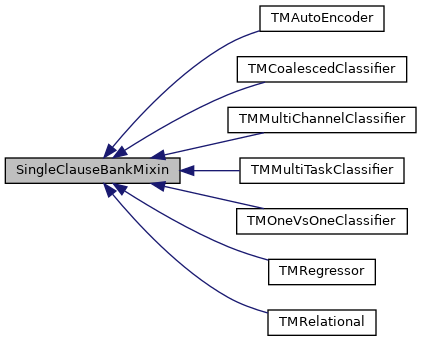 TMAutoEncoder
TMCoalescedClassifier
TMMultiChannelClassifier
SingleClauseBankMixin
TMMultiTaskClassifier
TMOneVsOneClassifier
TMRegressor
TMRelational